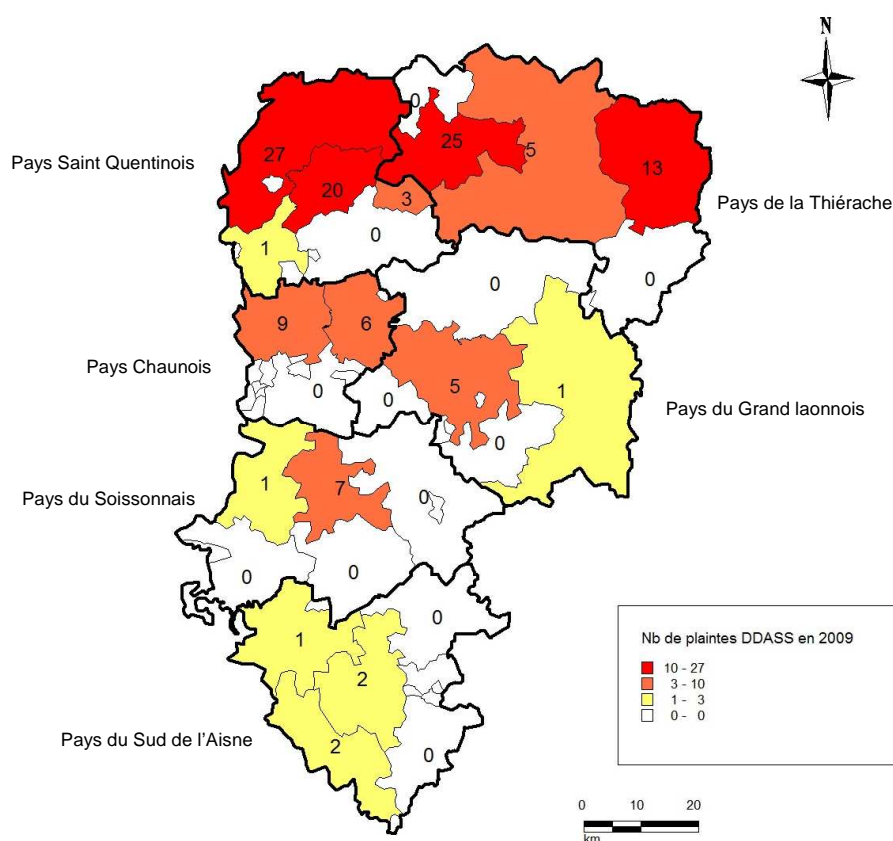 N
0
27
25
5
Pays Saint Quentinois
13
20
3
Pays de la Thiérache
1
0
0
0
9
6
Pays Chaunois
0
0
5
1
Pays du Grand laonnois
0
1
7
0
Pays du Soissonnais
0
0
1
0
Nb de plaintes DDASS en 2009
10 - 27
3 - 10
1 - 3
0 - 0
2
Pays du Sud de l'Aisne
2
0
0 10 20
km